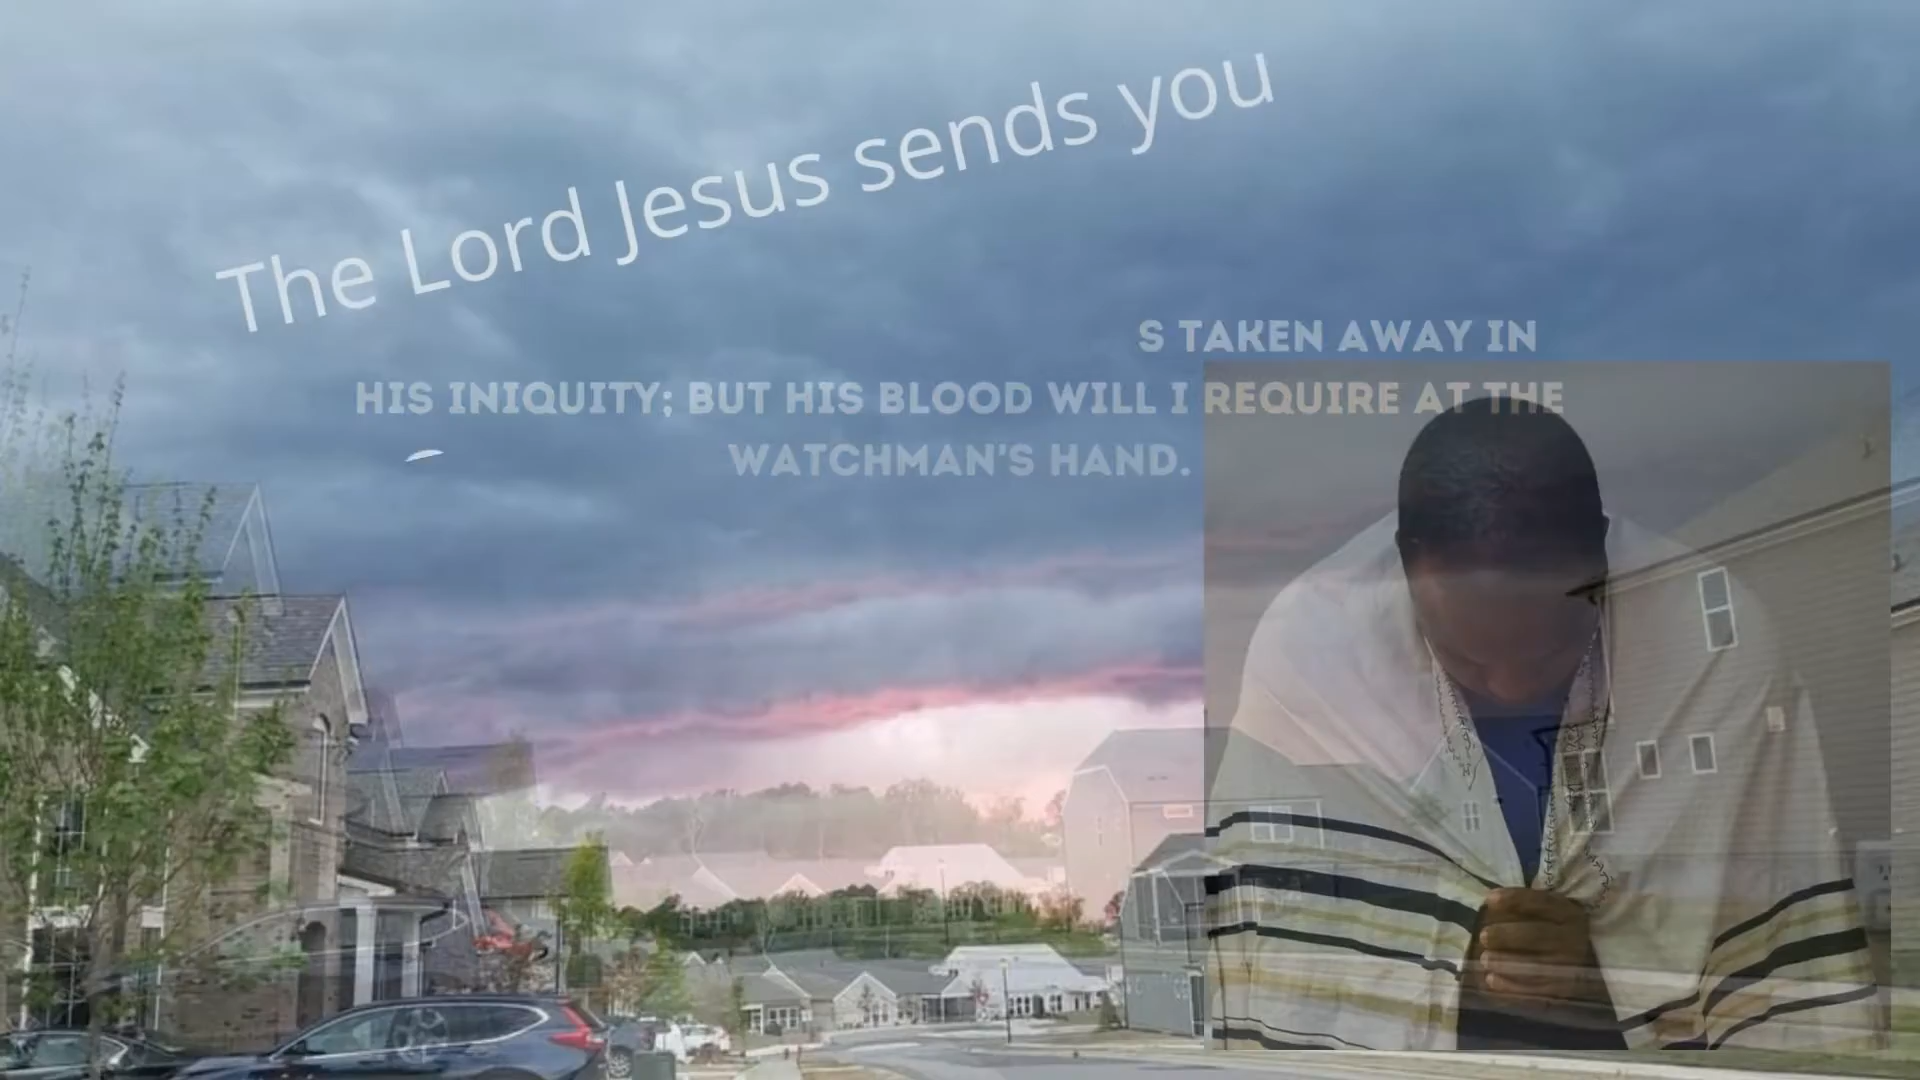 The Lord Jesus sends you
S TAKEN AWAY IN
HIS INIQUITY; BUT HIS BLOOD WILL I REQUIRE AT THE
WATCHMAN'S HAND.